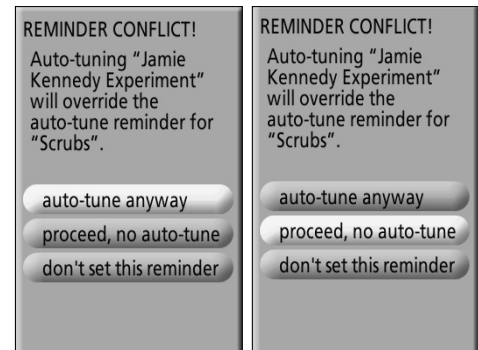 REMINDER CONFLICT!
Auto-tuning “Jamie
Kennedy Experiment”
will override the
auto-tune reminder for
“Scrubs”.
auto-tune anyway
proceed, no auto-tune
don't set this reminder
REMINDER CONFLICT!
Auto-tuning “Jamie
Kennedy Experiment”
will override the
auto-tune reminder for
“Scrubs”.
auto-tune anyway
proceed, no auto-tune
don't set this reminder